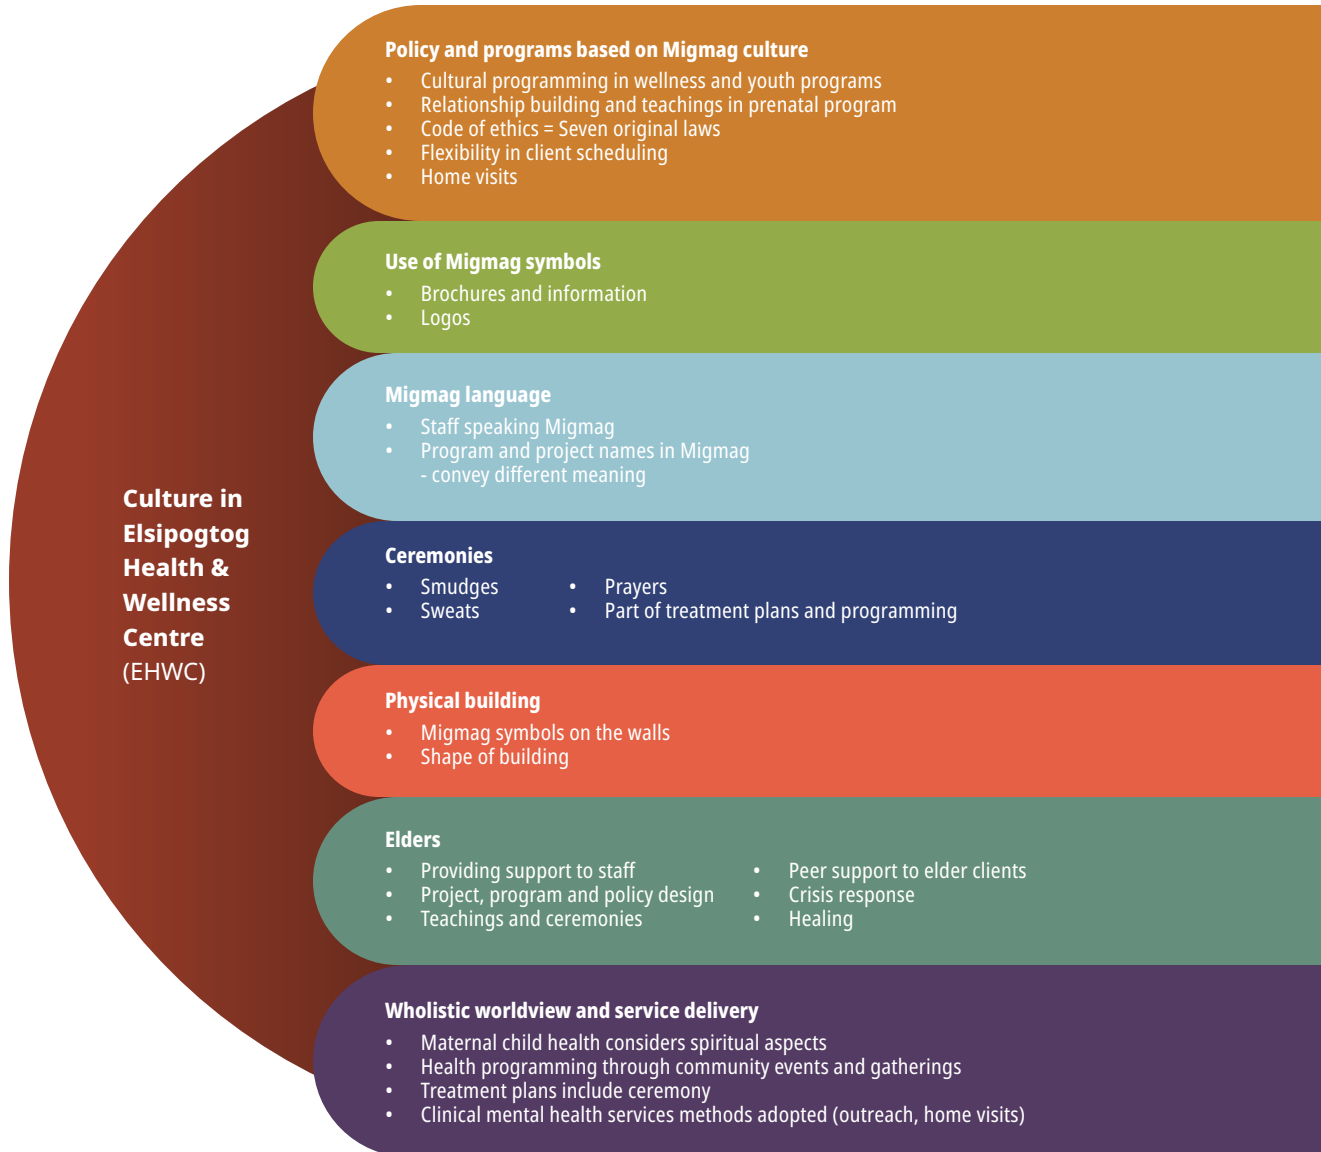 Culture in
Elsipogtog
Health &
Wellness
Centre
(EHWC)
Policy and programs based on Migmag culture
• Cultural programming in wellness and youth programs
• Relationship building and teachings in prenatal program
• Code of ethics = Seven original laws
• Flexibility in client scheduling
• Home visits
Use of Migmag symbols
• Brochures and information
• Logos
Migmag language
• Staff speaking Migmag
• Program and project names in Migmag
- convey different meaning
Ceremonies
• Smudges
• Sweats
• Prayers
• Part of treatment plans and programming
Physical building
• Migmag symbols on the walls
• Shape of building
Elders
• Providing support to staff
• Project, program and policy design
• Teachings and ceremonies
• Peer support to elder clients
• Crisis response
• Healing
Wholistic worldview and service delivery
• Maternal child health considers spiritual aspects
• Health programming through community events and gatherings
• Treatment plans include ceremony
• Clinical mental health services methods adopted (outreach, home visits)